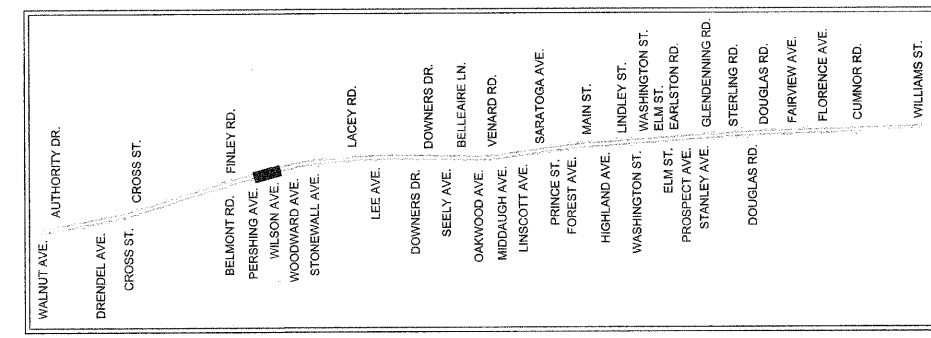 WALNUT AVE.
AUTHORITY DR.
DRENDEL AVE.
CROSS ST.
CROSS ST.
BELMONT RD.
FINLEY RD.
PERSHING AVE.
WILSON AVE.
WOODWARD AVE.
STONEWALL AVE.
LACEY RD.
LEE AVE.
DOWNERS DR.
DOWNERS DR.
SEELY AVE.
BELLEAIRE LN.
OAKWOOD AVE.
VENARD RD.
MIDDAUGH AVE.
LINSCOTT AVE.
SARATOGA AVE.
PRINCE ST.
FOREST AVE.
MAIN ST.
HIGHLAND AVE.
LINDLEY ST.
WASHINGTON ST.
WASHINGTON ST.
ELM ST.
ELM ST.
EARLSTON RD.
PROSPECT AVE.
STANLEY AVE.
GLENDENNING RD.
STERLING RD.
DOUGLAS RD.
DOUGLAS RD.
FAIRVIEW AVE.
FLORENCE AVE.
CUMNOR RD.
WILLIAMS ST.